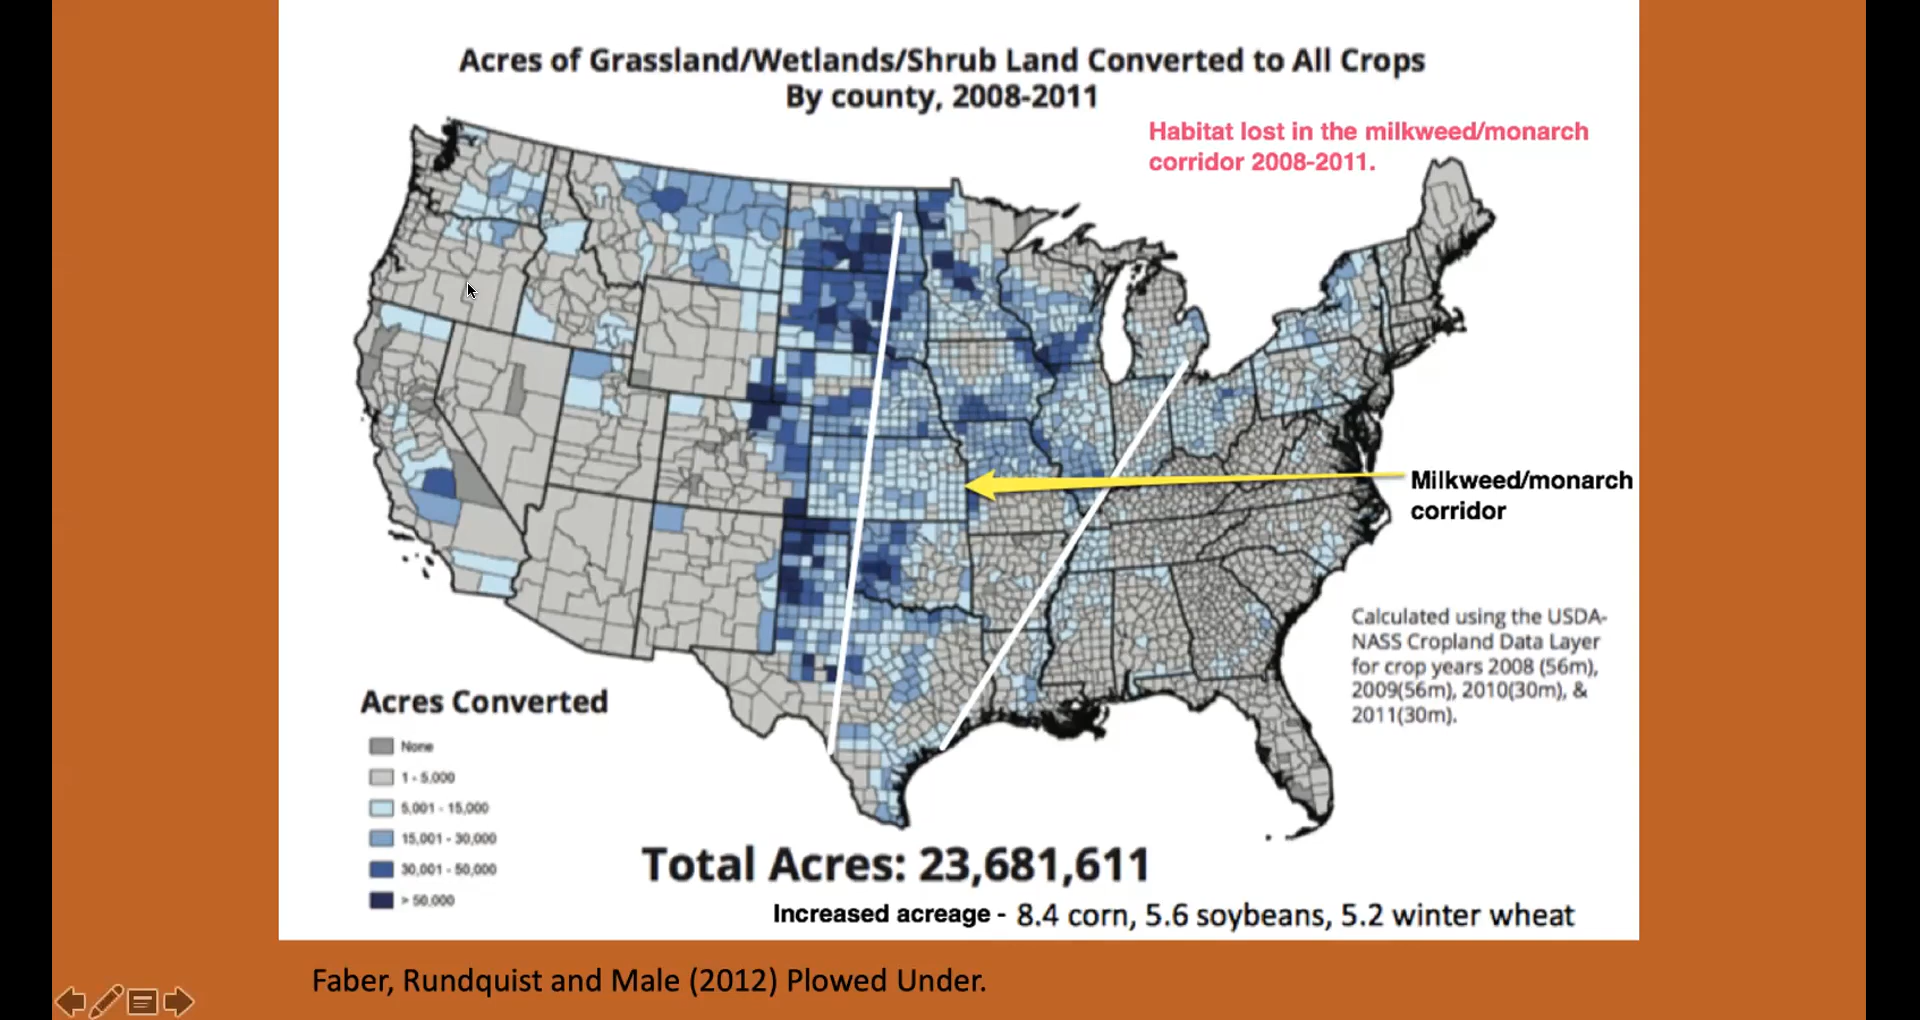 Acres of Grassland/Wetlands/Shrub Land Converted to All Crops
By county, 2008-2011
Habitat lost in the milkweed/monarch
corridor 2008-2011.
Milkweed/monarch
corridor
Calculated using the USDA-
NASS Cropland Data Layer
for crop years 2008 (56m),
2009(56m), 2010(30m), &
2011(30m).
Acres Converted
None
1 - 5,000
5,001 - 15,000
15,001 - 30,000
30,001 - 50,000
> 50,000
Total Acres: 23,681,611
Increased acreage - 8.4 corn, 5.6 soybeans, 5.2 winter wheat
Faber, Rundquist and Male (2012) Plowed Under.